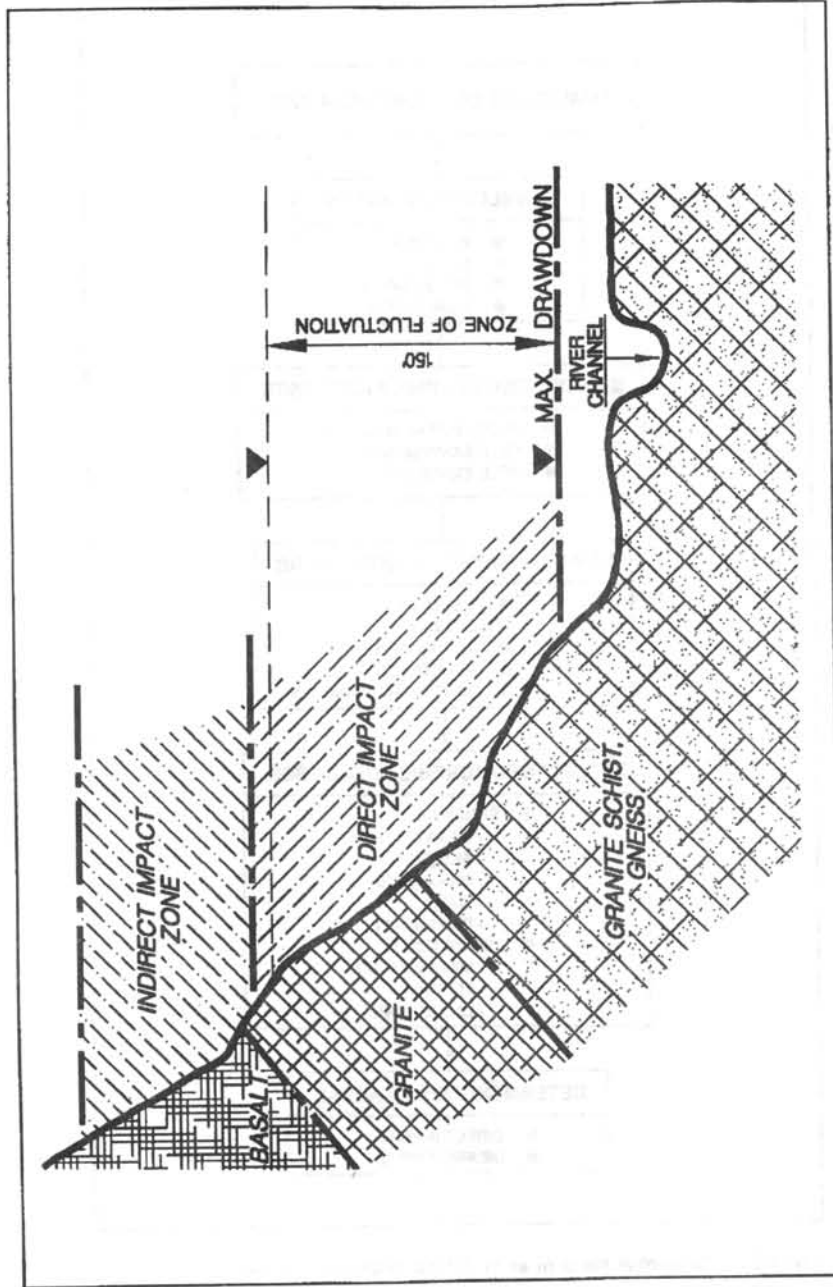 INDIRECT IMPACT
ZONE
DIRECT IMPACT
ZONE
150'
ZONE OF FLUCTUATION
MAX. DRAWDOWN
RIVER
CHANNEL
BASALT
GRANITE
GRANITE SCHIST,
GNEISS